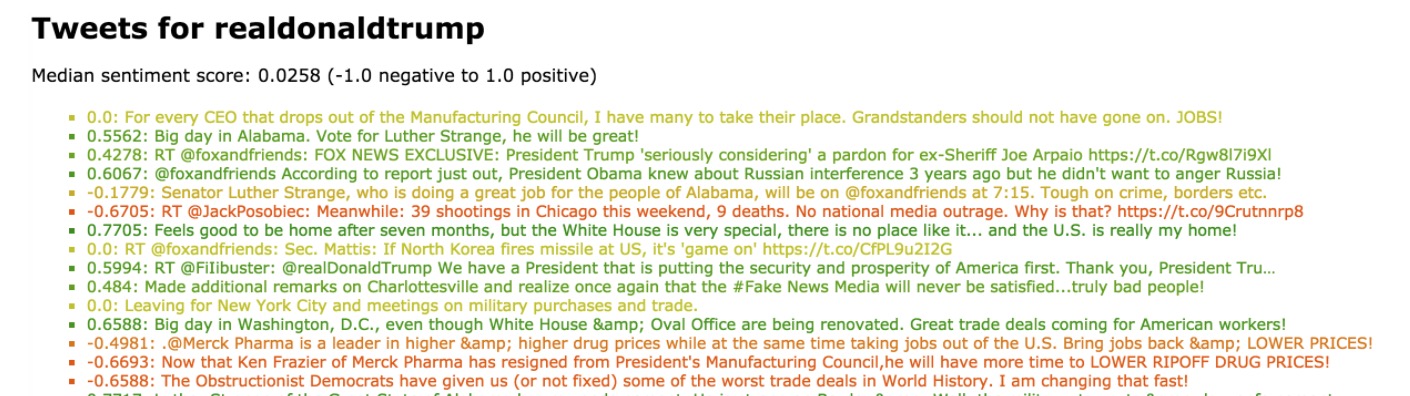 Tweets for realdonaldtrump
Median sentiment score: 0.0258 (-1.0 negative to 1.0 positive)
0.0: For every CEO that drops out of the Manufacturing Council, I have many to take their place. Grandstanders should not have gone on. JOBS!
0.5562: Big day in Alabama. Vote for Luther Strange, he will be great!
0.4278: RT @foxandfriends: FOX NEWS EXCLUSIVE: President Trump 'seriously considering' a pardon for ex-Sheriff Joe Arpaio https://t.co/Rgw8l7i9Xl
0.6067: @foxandfriends According to report just out, President Obama knew about Russian interference 3 years ago but he didn't want to anger Russia!
-0.1779: Senator Luther Strange, who is doing a great job for the people of Alabama, will be on @foxandfriends at 7:15. Tough on crime, borders etc.
-0.6705: RT @JackPosobiec: Meanwhile: 39 shootings in Chicago this weekend, 9 deaths. No national media outrage. Why is that? https://t.co/9Crutnnrp8
0.7705: Feels good to be home after seven months, but the White House is very special, there is no place like it... and the U.S. is really my home!
0.0: RT @foxandfriends: Sec. Mattis: If North Korea fires missile at US, it's 'game on' https://t.co/CfPL9u2I2G
0.5994: RT @FiIibuster: @realDonaldTrump We have a President that is putting the security and prosperity of America first. Thank you, President Tru…
0.484: Made additional remarks on Charlottesville and realize once again that the #Fake News Media will never be satisfied...truly bad people!
0.0: Leaving for New York City and meetings on military purchases and trade.
0.6588: Big day in Washington, D.C., even though White House &amp; Oval Office are being renovated. Great trade deals coming for American workers!
-0.4981: .@Merck Pharma is a leader in higher &amp; higher drug prices while at the same time taking jobs out of the U.S. Bring jobs back &amp; LOWER PRICES!
-0.6693: Now that Ken Frazier of Merck Pharma has resigned from President's Manufacturing Council,he will have more time to LOWER RIPOFF DRUG PRICES!
-0.6588: The Obstructionist Democrats have given us (or not fixed) some of the worst trade deals in World History. I am changing that fast!